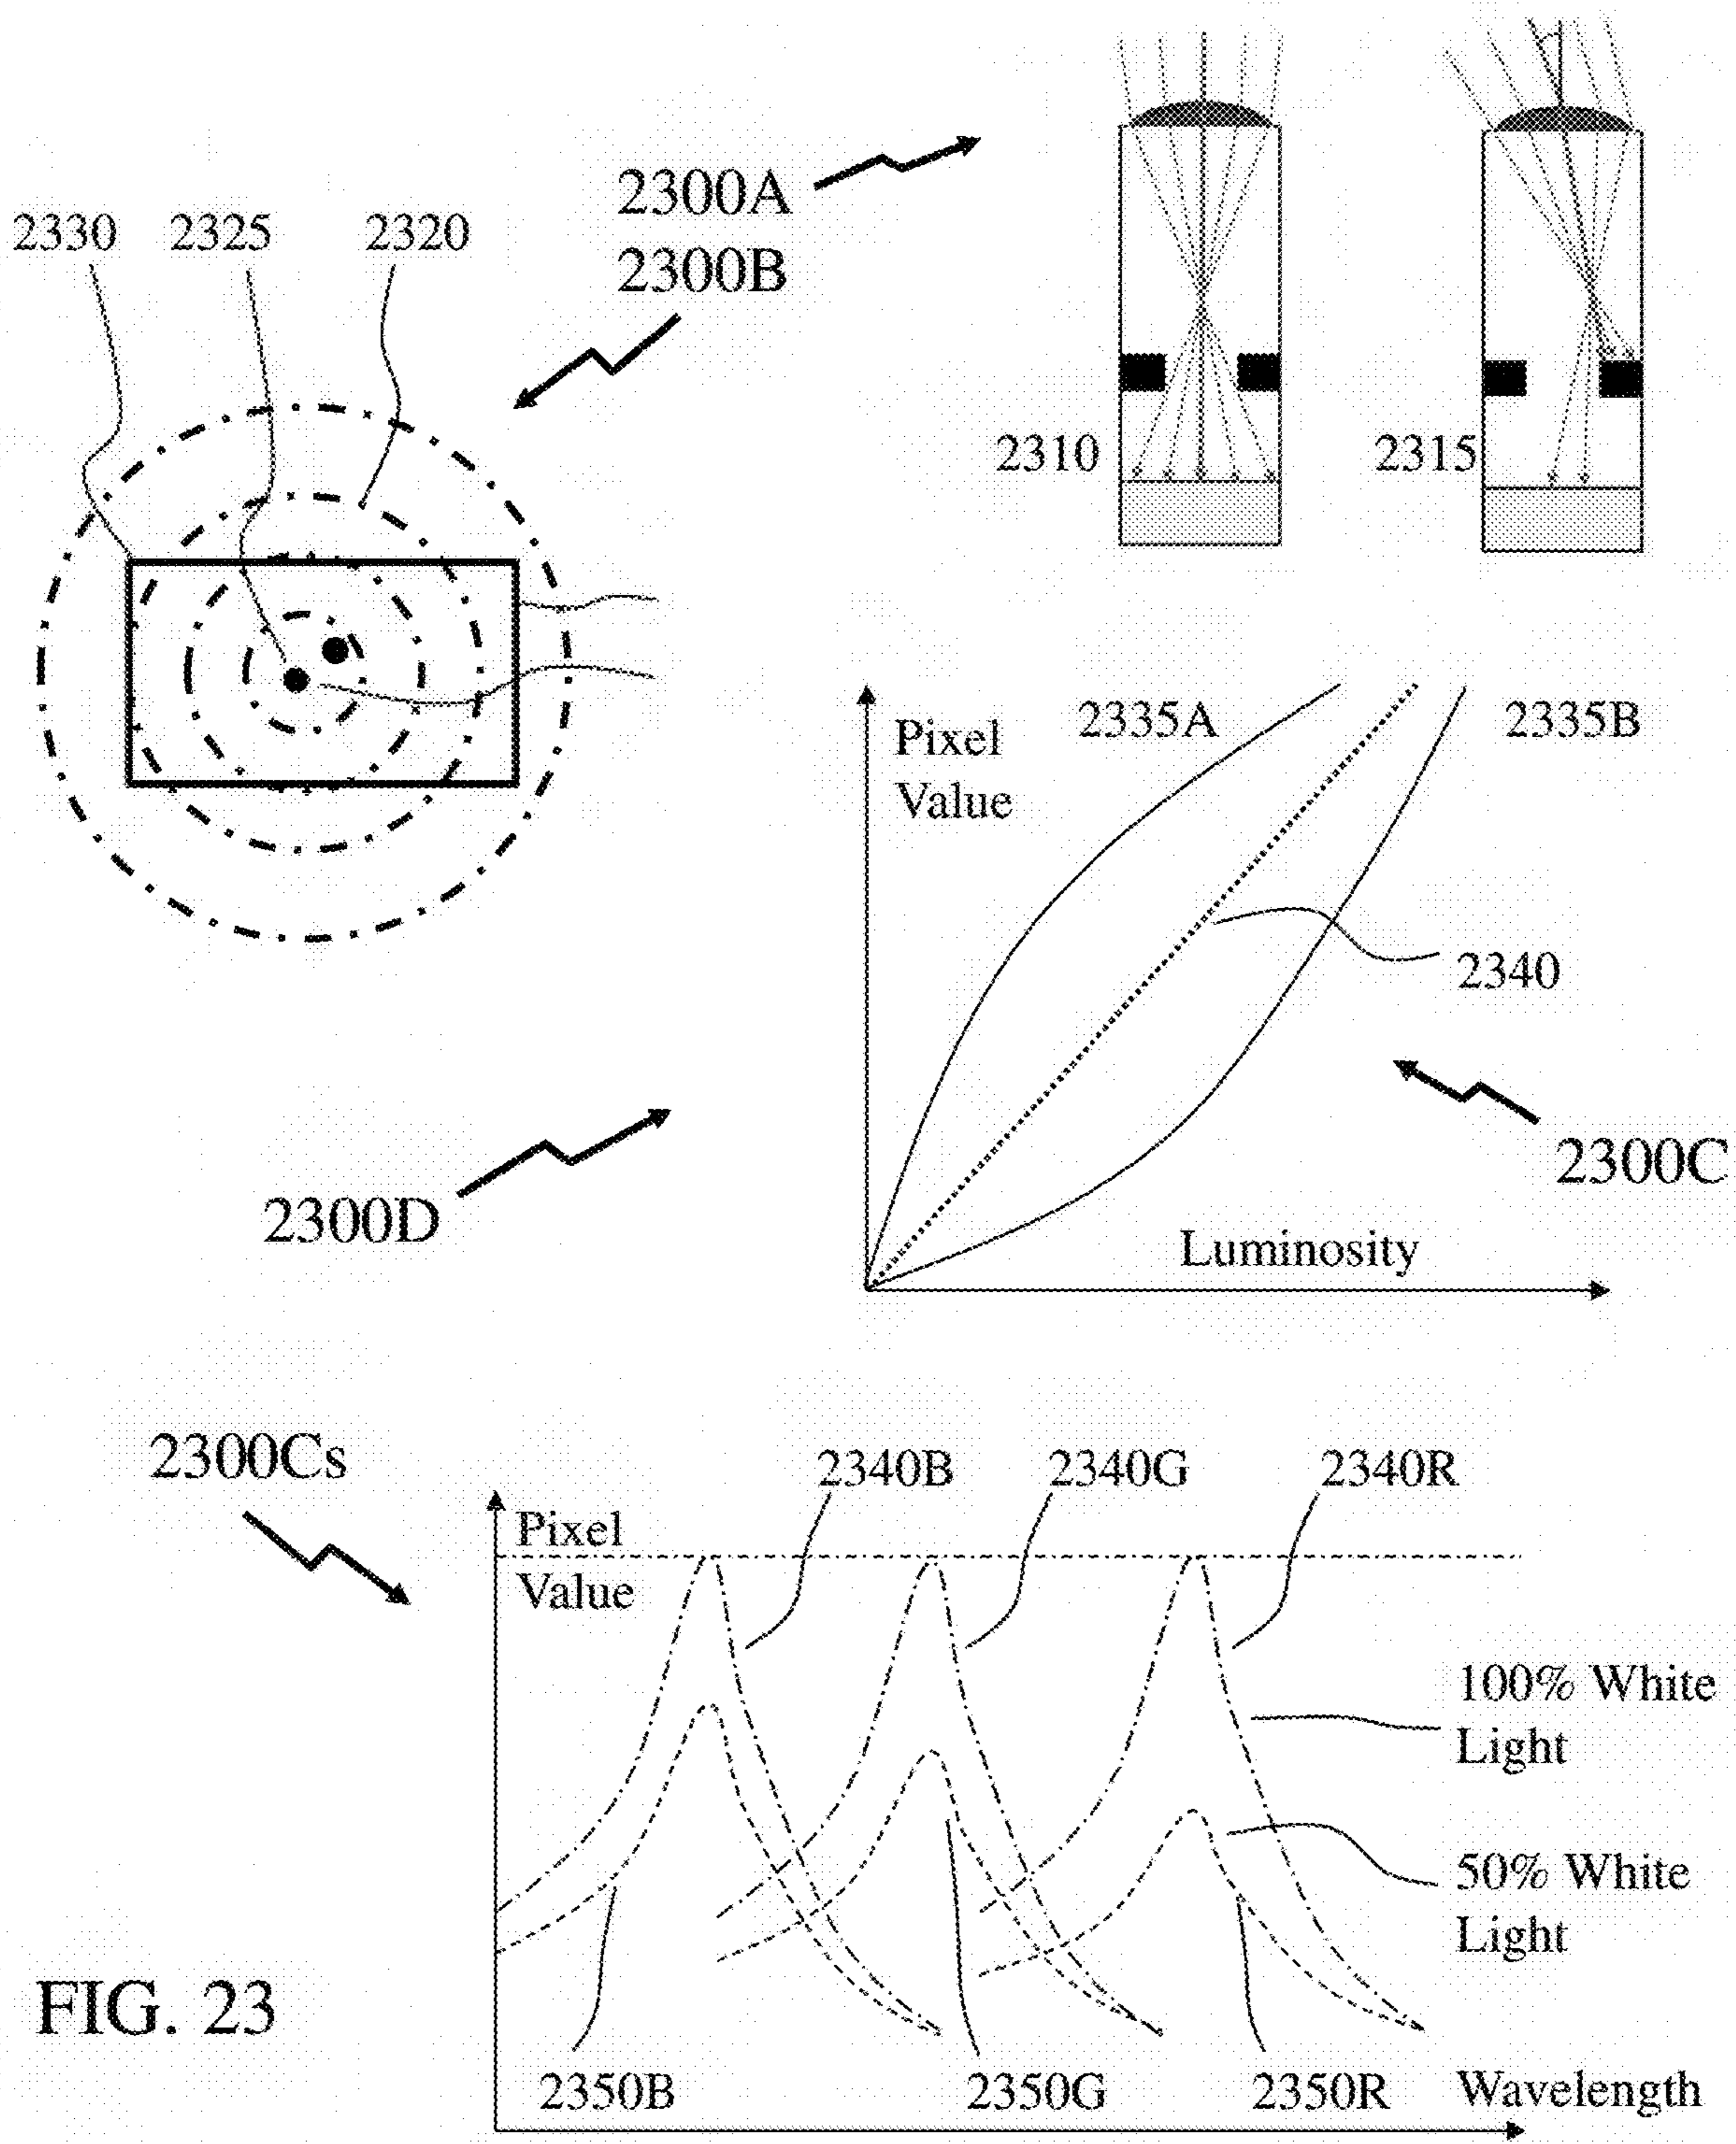 2300A
2300B
2330 2325 2320
2310 2315
Pixel
Value
2335A 2335B
2340
2300C
2300D
Luminosity
2300Cs
2340B 2340G 2340R
Pixel
Value
100% White
Light
50% White
Light
FIG. 23
2350B 2350G 2350R Wavelength